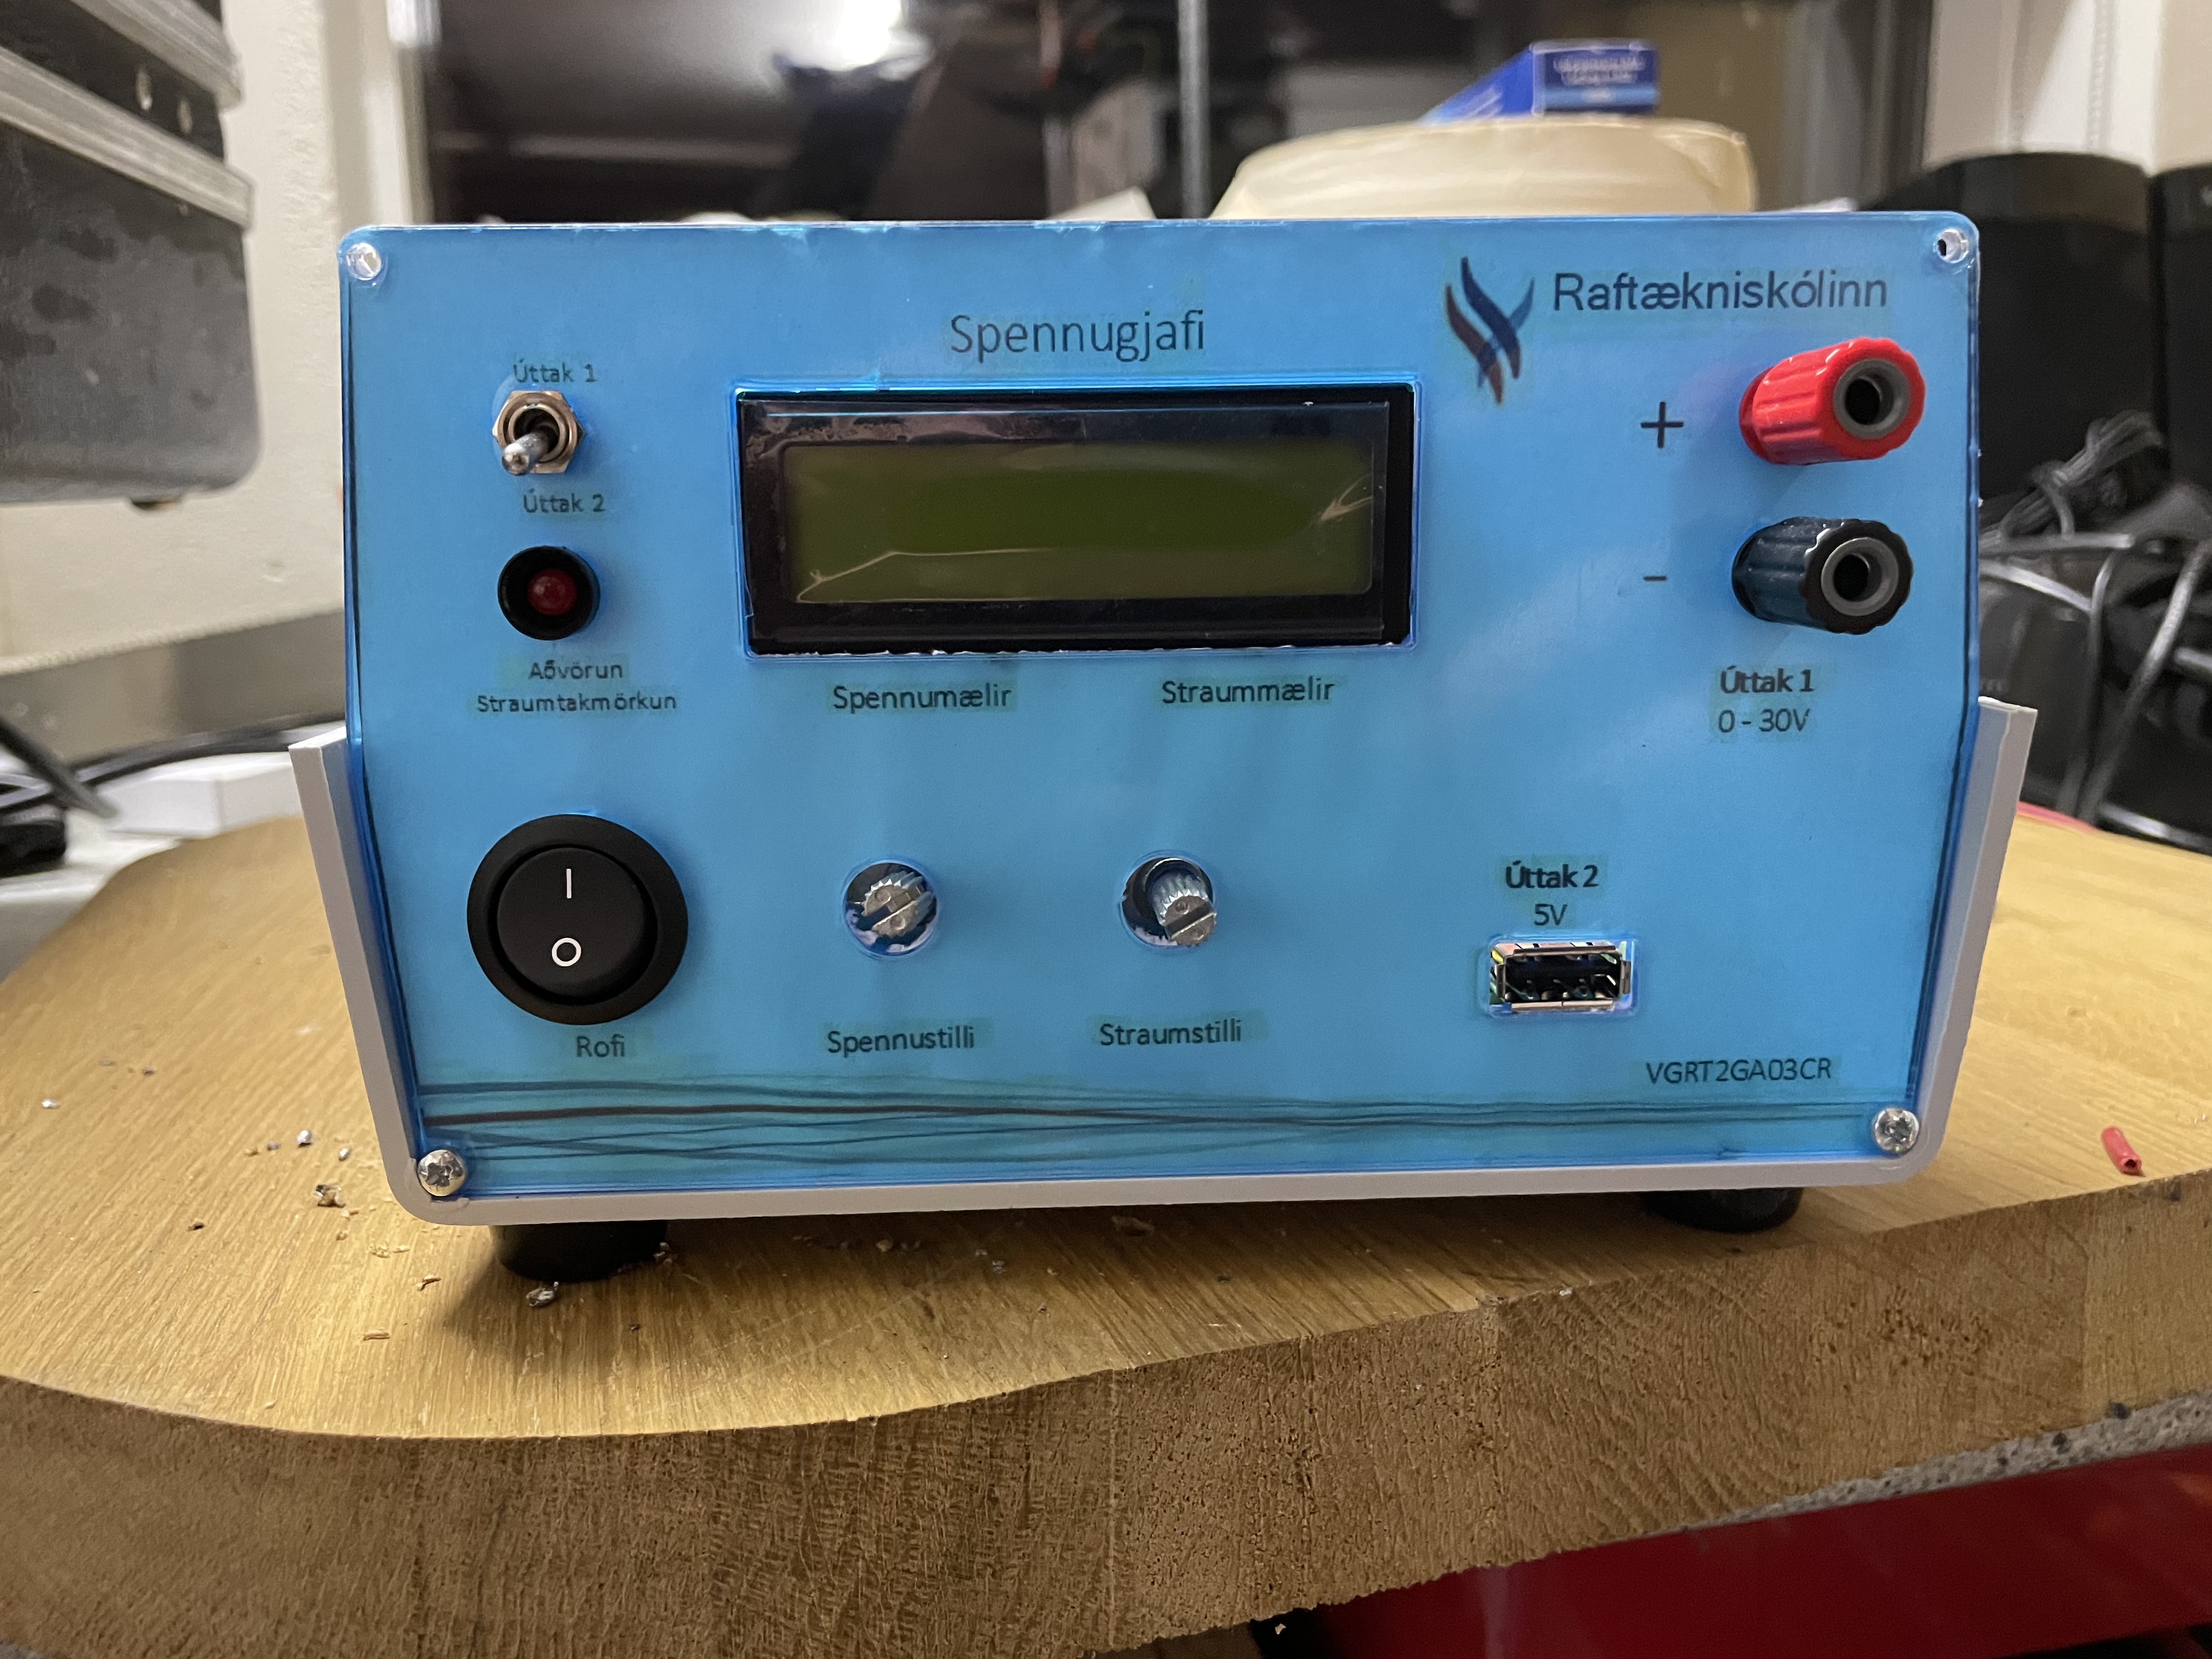 Raftækniskólinn
Spennugjafi
Úttak 1
+
Úttak 2
-
Aðvörun
Straumtakmörkun
Spennumælir
Straummælir
Úttak 1
0 - 30V
I
O
Rofi
Spennustilli
Straumstilli
Úttak 2
5V
VGRT2GA03CR